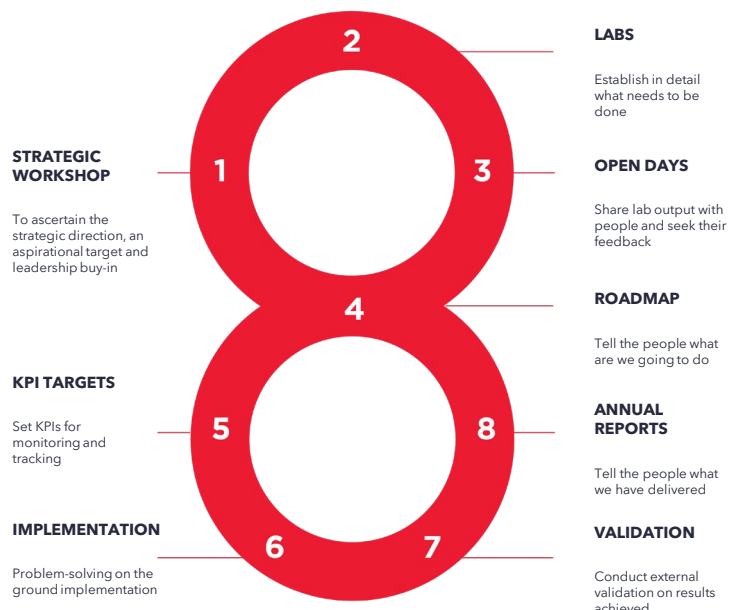 2
LABS
Establish in detail
what needs to be
done
STRATEGIC
WORKSHOP
To ascertain the
strategic direction, an
aspirational target and
leadership buy-in
1
3
OPEN DAYS
Share lab output with
people and seek their
feedback
4
ROADMAP
Tell the people what
are we going to do
KPI TARGETS
Set KPIs for
monitoring and
tracking
5
8
ANNUAL
REPORTS
Tell the people what
we have delivered
IMPLEMENTATION
Problem-solving on the
ground implementation
6
7
VALIDATION
Conduct external
validation on results
achieved